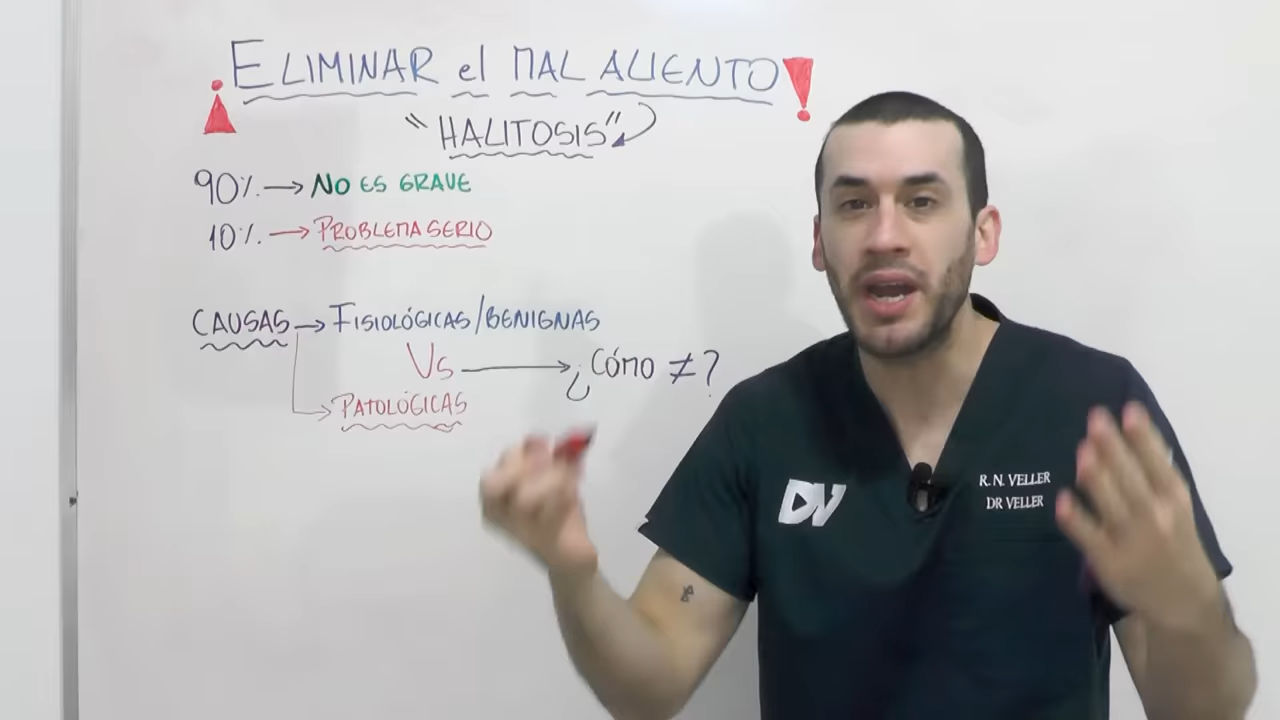 ¡ELIMINAR el MAL ALIENTO!
"HALITOSIS"
90% → NO ES GRAVE
10% → PROBLEMA SERIO
CAUSAS → FISIOLÓGICAS/BENIGNAS
VS → ¿CÓMO ≠?
PATOLÓGICAS
DV
R. N. VELLER
DR VELLER